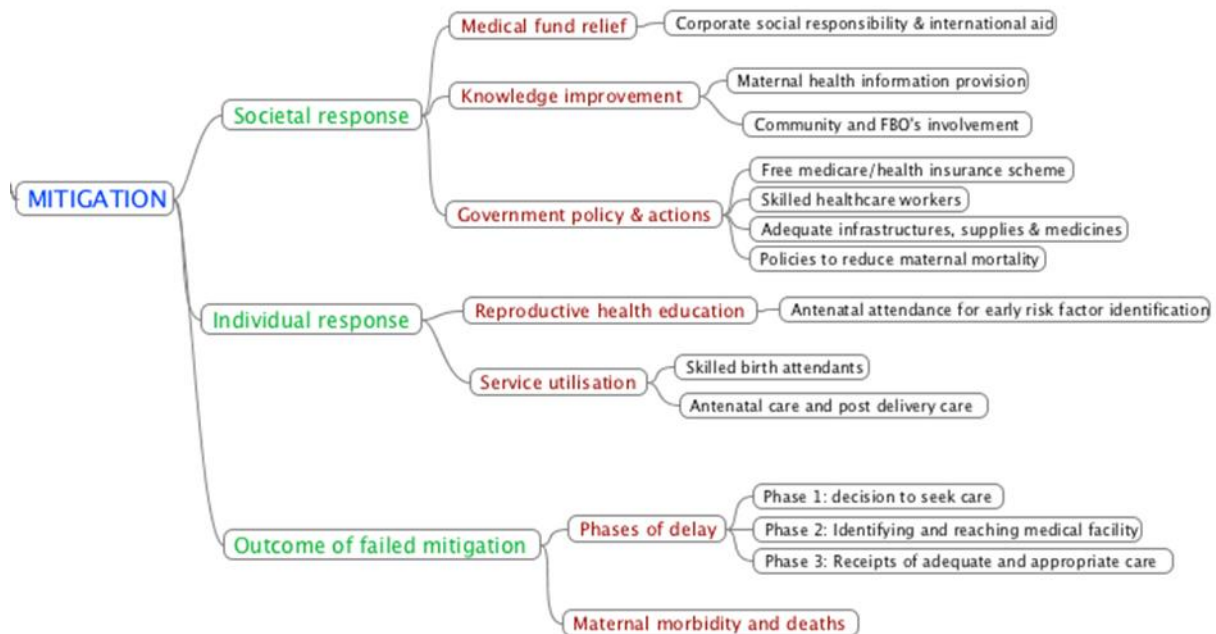 Medical fund relief
Corporate social responsibility & international aid
Maternal health information provision
Knowledge improvement
Societal response
Community and FBO's involvement
Free medicare/health insurance scheme
MITIGATION
Skilled healthcare workers
Government policy & actions
Adequate infrastructures, supplies & medicines
Policies to reduce maternal mortality
Reproductive health education
Antenatal attendance for early risk factor identification
Individual response
Skilled birth attendants
Service utilisation
Antenatal care and post delivery care
Phase 1: decision to seek care
Phases of delay
Phase 2: Identifying and reaching medical facility
Outcome of failed mitigation
Phase 3: Receipts of adequate and appropriate care
Maternal morbidity and deaths